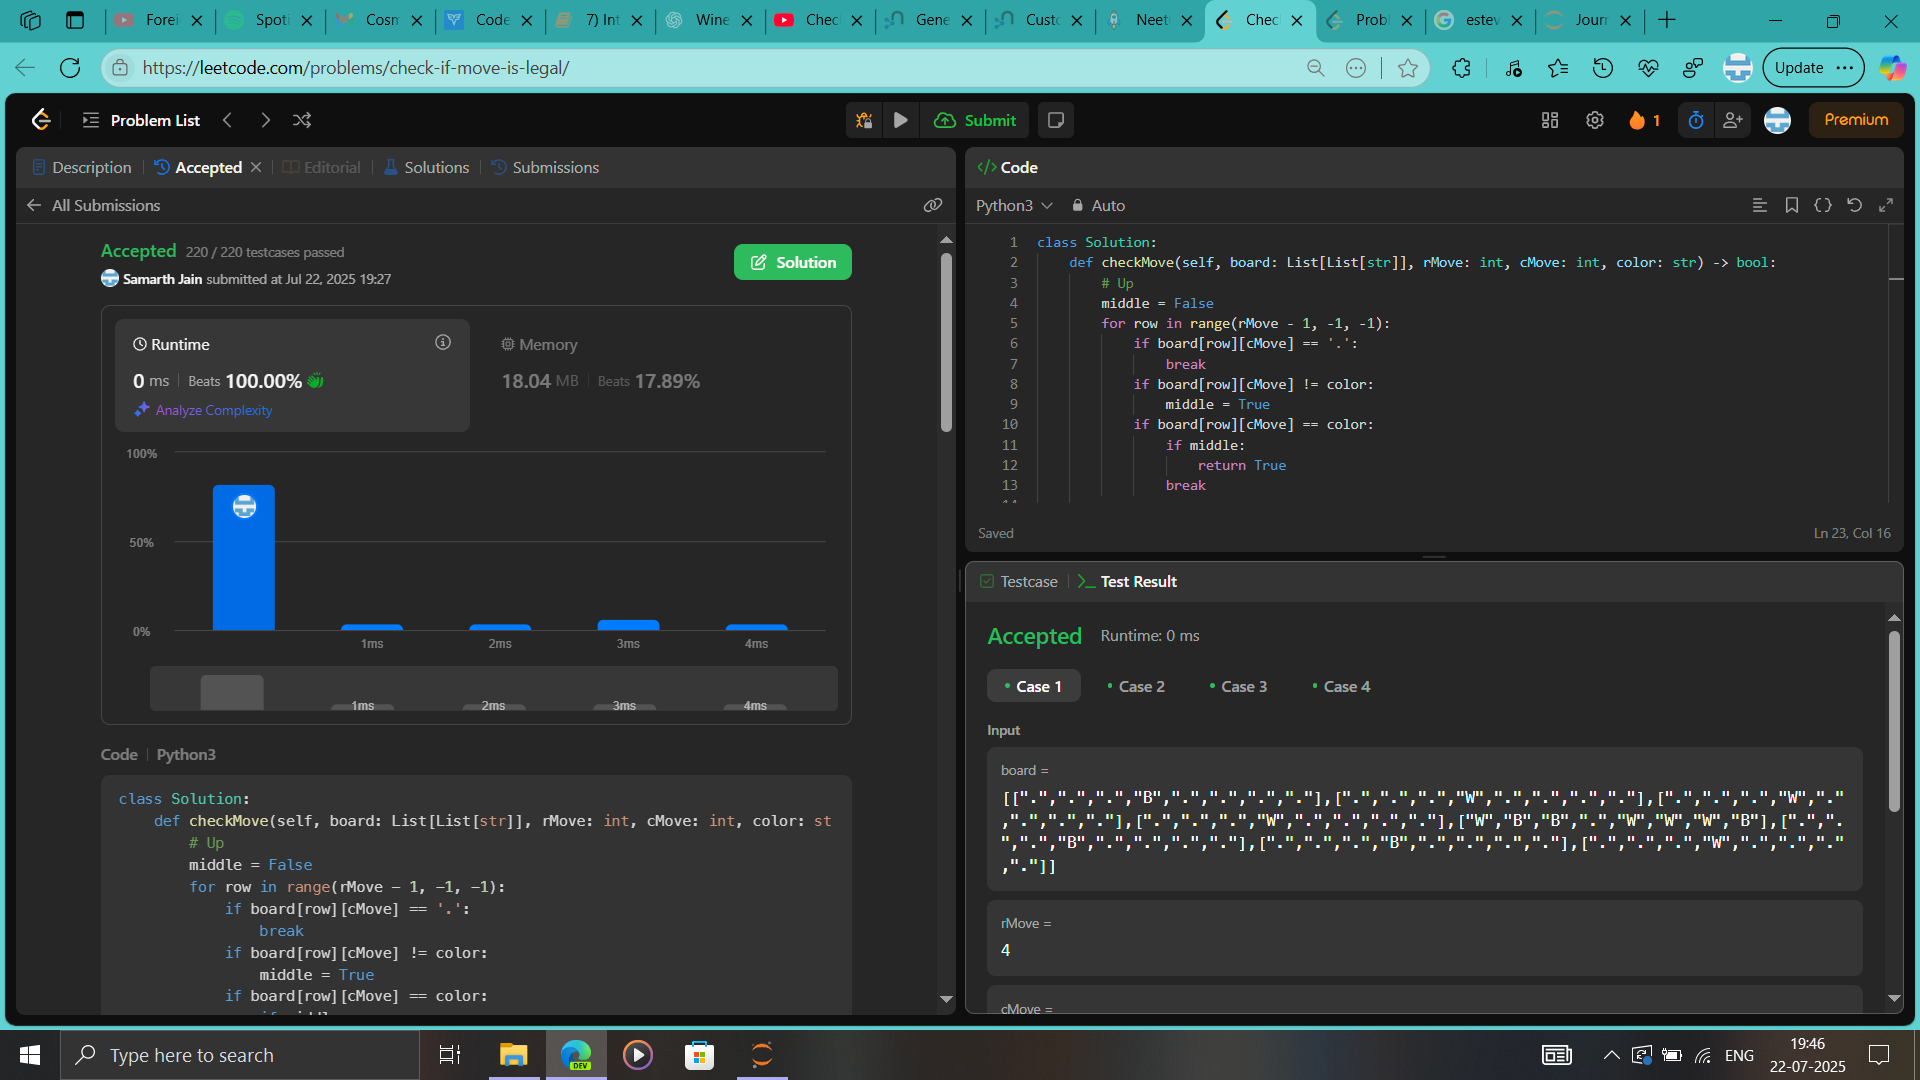 Forei
Spoti
Cosm
Code
7) Int
Wine
Chec
Gene
Custo
Neet
Chec
Probl
estev
Jour
https://leetcode.com/problems/check-if-move-is-legal/
Update
Problem List
Submit
1
Premium
Description
Accepted
Editorial
Solutions
Submissions
All Submissions
Accepted 220 / 220 testcases passed
Samarth Jain submitted at Jul 22, 2025 19:27
Solution
Runtime
0 ms Beats 100.00%
Analyze Complexity
Memory
18.04 MB Beats 17.89%
100%
50%
0%
1ms 2ms 3ms 4ms
1ms 2ms 3ms 4ms
Code Python3
class Solution:
def checkMove(self, board: List[List[str]], rMove: int, cMove: int, color: st
# Up
middle = False
for row in range(rMove - 1, -1, -1):
if board[row][cMove] == '.':
break
if board[row][cMove] != color:
middle = True
if board[row][cMove] == color:
Code
Python3
Auto
1 class Solution:
2 def checkMove(self, board: List[List[str]], rMove: int, cMove: int, color: str) -> bool:
3 # Up
4 middle = False
5 for row in range(rMove - 1, -1, -1):
6 if board[row][cMove] == '.':
7 break
8 if board[row][cMove] != color:
9 middle = True
10 if board[row][cMove] == color:
11 if middle:
12 return True
13 break
Saved
Ln 23, Col 16
Testcase
Test Result
Accepted Runtime: 0 ms
Case 1
Case 2
Case 3
Case 4
Input
board =
[[".",".",".","B",".",".",".","."],[".",".",".","W",".",".",".","."],[".",".",".","W","."
,".",".","."],[".",".",".","W",".",".",".","."],["W","B","B",".","W","W","W","B"],[".",".
",".","B",".",".",".","."],[".",".",".","B",".",".",".","."],[".",".",".","W",".",".","."
,"."]]
rMove =
4
cMove =
Type here to search
DEV
ENG
19:46
22-07-2025